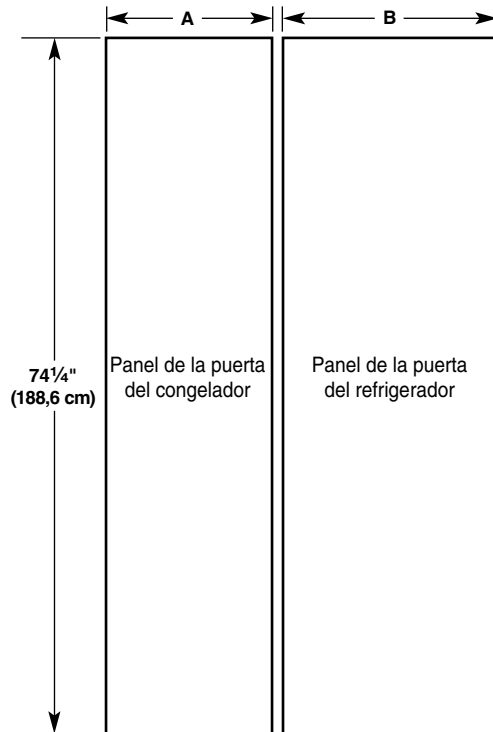 A
B
74¼"
(188,6 cm)
Panel de la puerta
del congelador
Panel de la puerta
del refrigerador